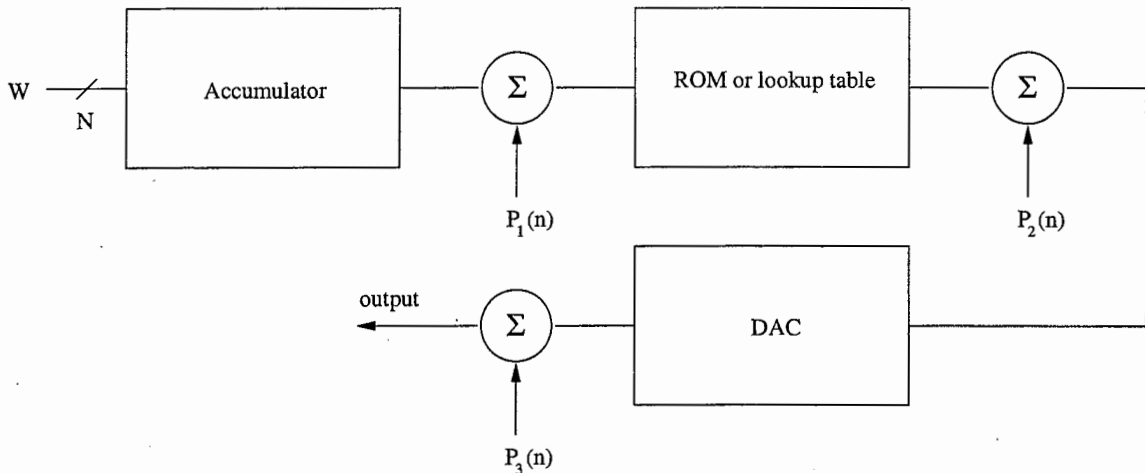 W
N
Accumulator
Σ
P1(n)
ROM or lookup table
Σ
P2(n)
output
Σ
P3(n)
DAC